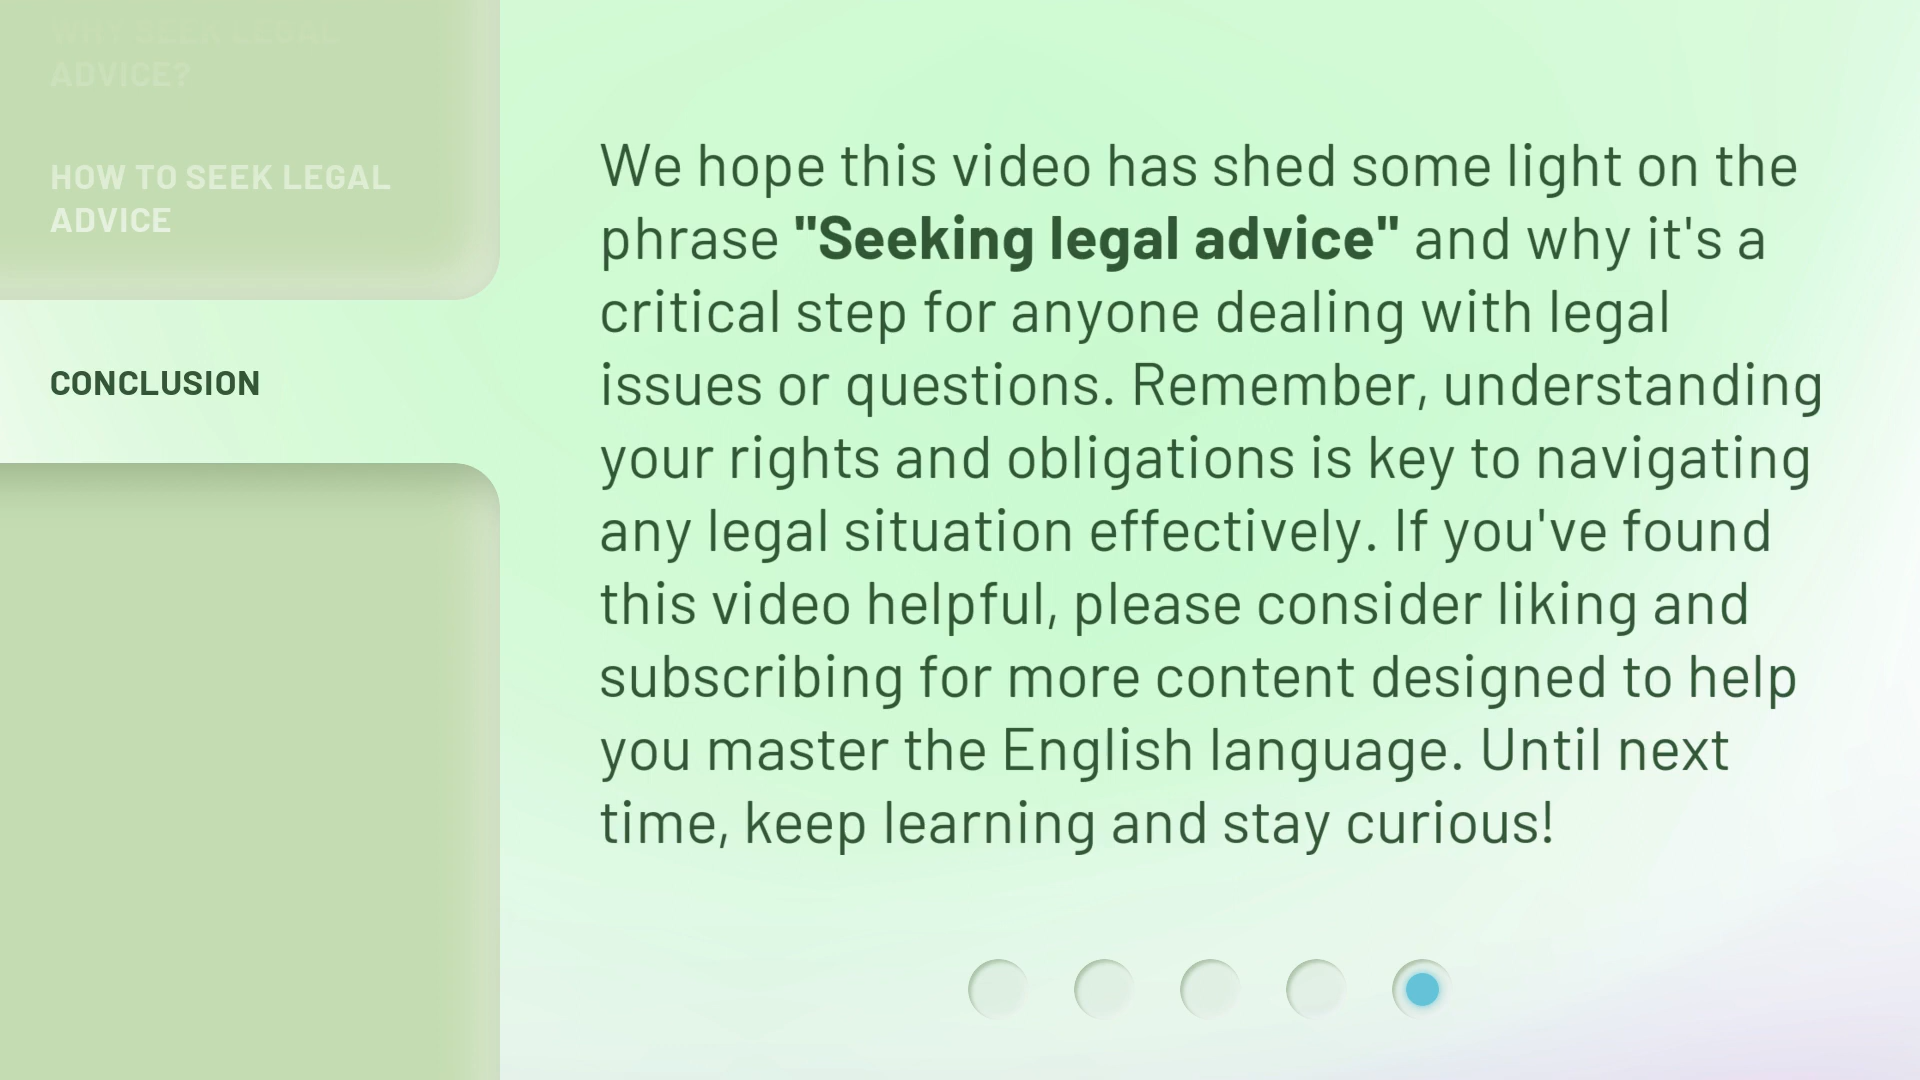 WHY SEEK LEGAL
ADVICE?
HOW TO SEEK LEGAL
ADVICE
CONCLUSION
We hope this video has shed some light on the
phrase "Seeking legal advice" and why it's a
critical step for anyone dealing with legal
issues or questions. Remember, understanding
your rights and obligations is key to navigating
any legal situation effectively. If you've found
this video helpful, please consider liking and
subscribing for more content designed to help
you master the English language. Until next
time, keep learning and stay curious!